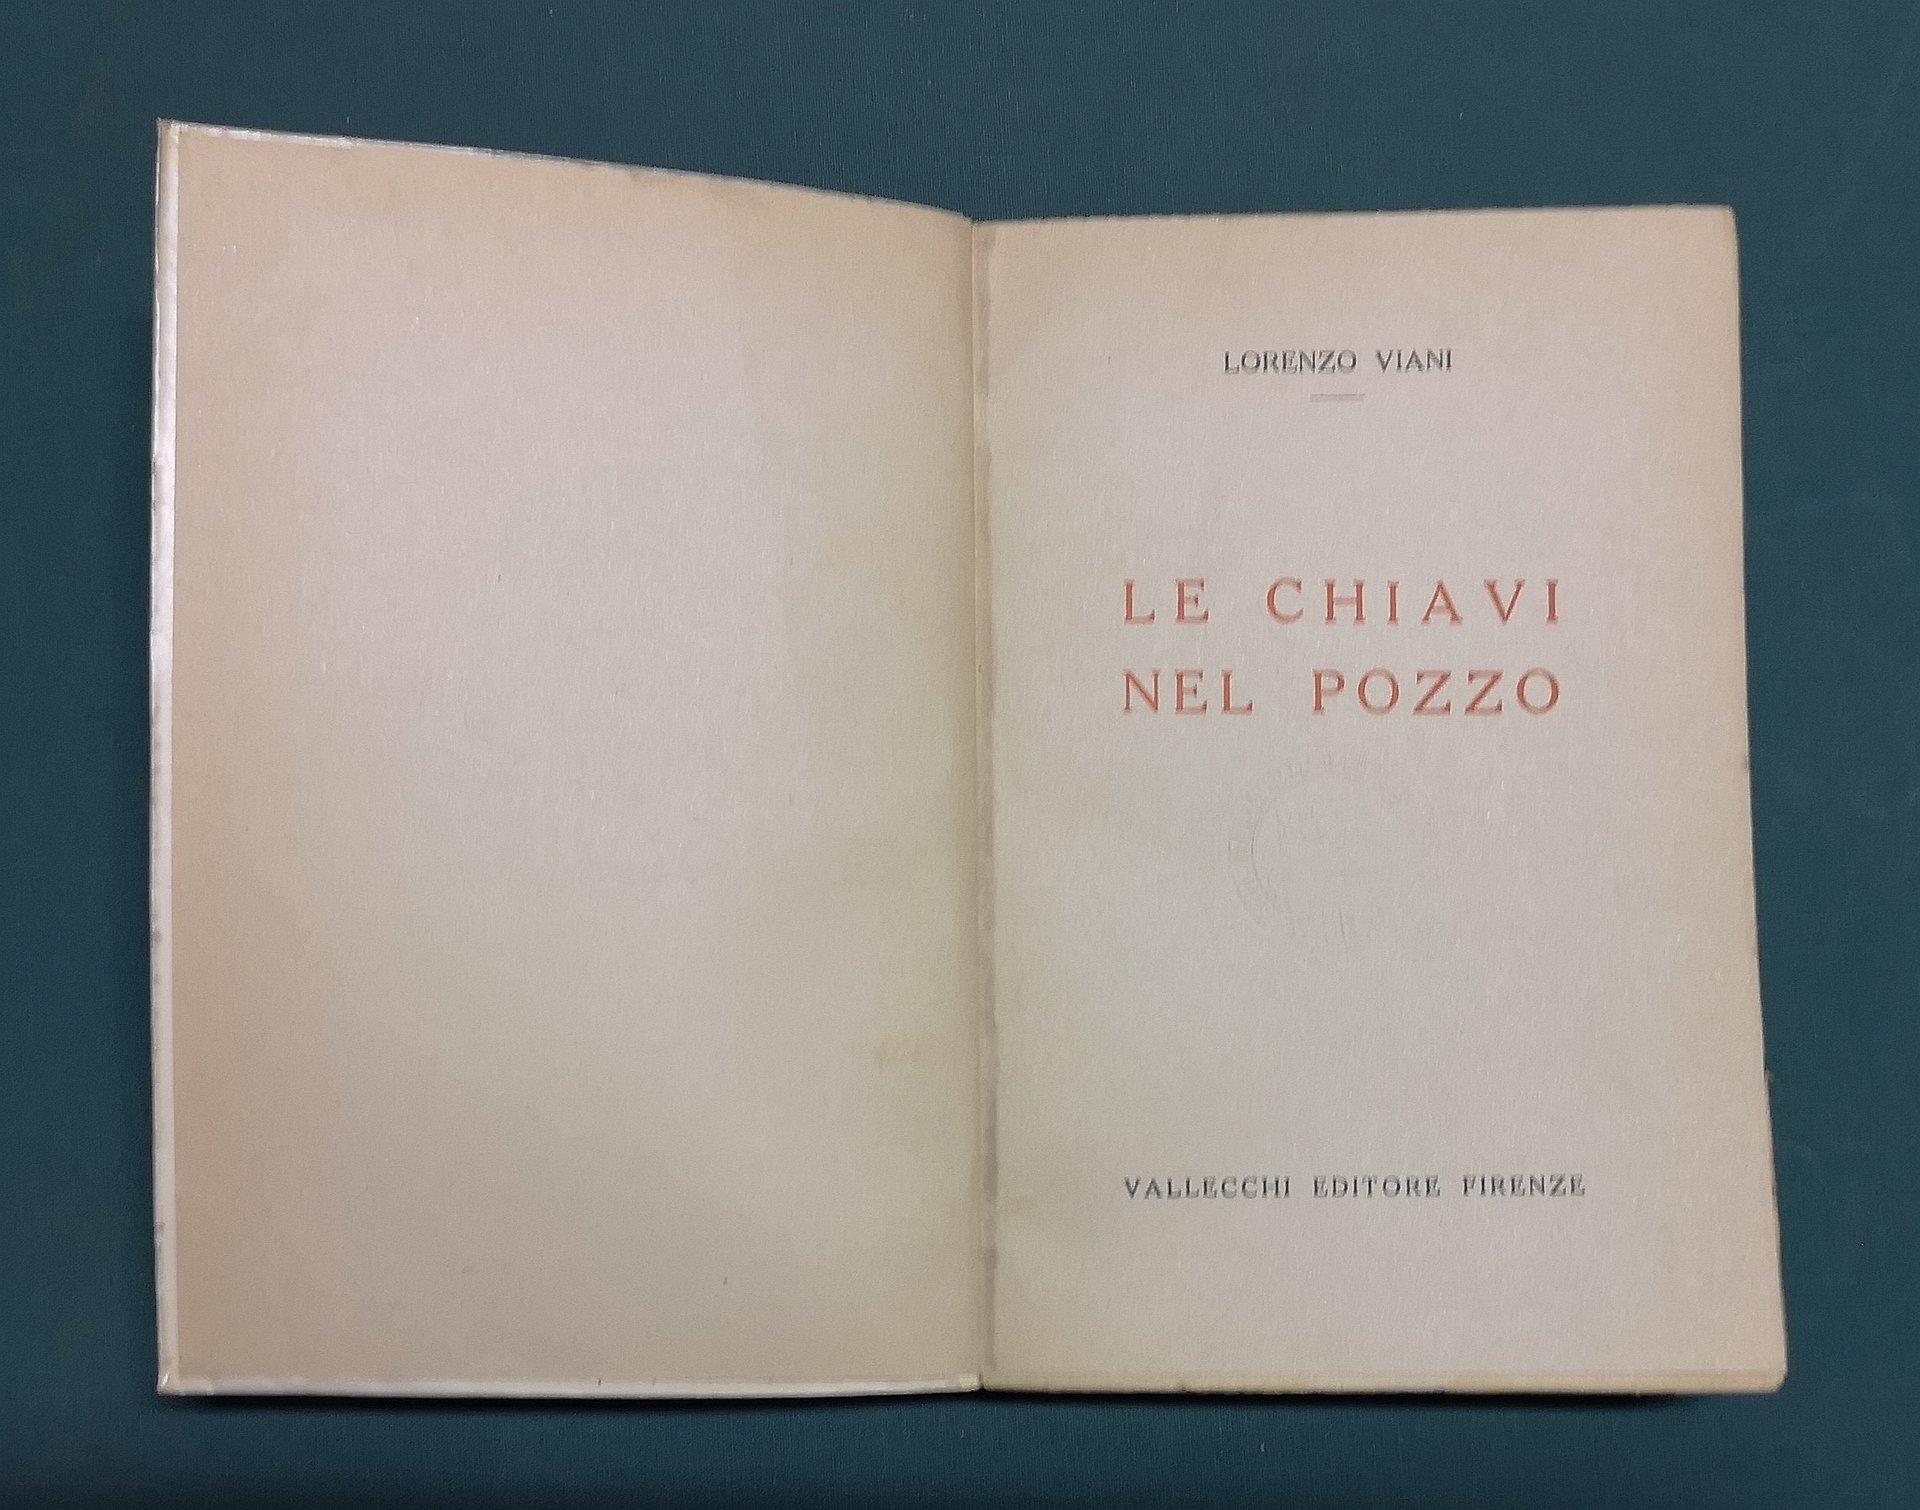 LORENZO VIANI
LE CHIAVI
NEL POZZO
VALLECCHI EDITORE FIRENZE